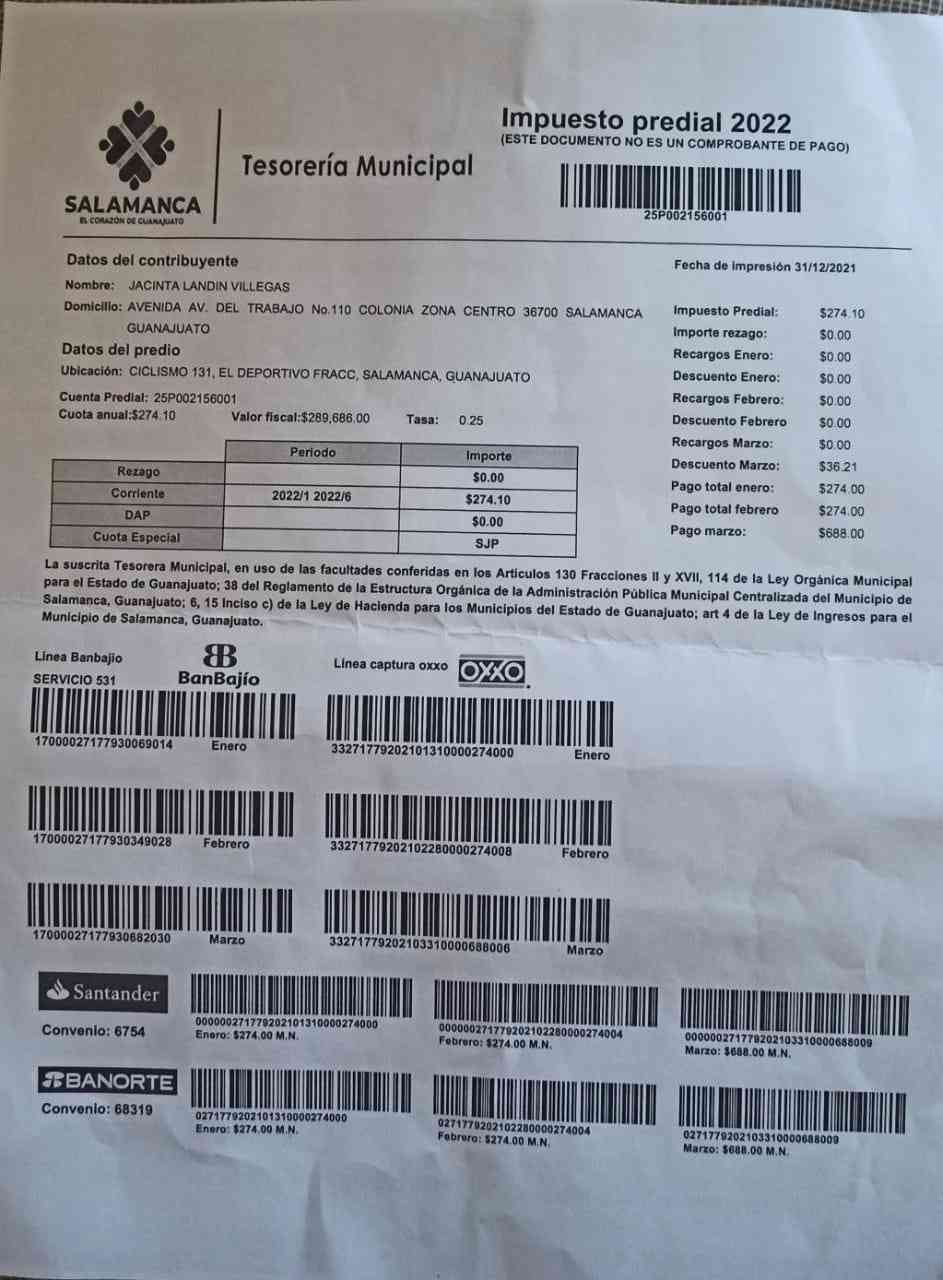 Impuesto predial 2022
(ESTE DOCUMENTO NO ES UN COMPROBANTE DE PAGO)
Tesorería Municipal
SALAMANCA
EL CORAZÓN DE GUANAJUATO
25P002156001
Datos del contribuyente
Fecha de impresión 31/12/2021
Nombre: JACINTA LANDIN VILLEGAS
Domicilio: AVENIDA AV. DEL TRABAJO No.110 COLONIA ZONA CENTRO 36700 SALAMANCA
GUANAJUATO
Datos del predio
Ubicación: CICLISMO 131, EL DEPORTIVO FRACC, SALAMANCA, GUANAJUATO
Cuenta Predial: 25P002156001
Cuota anual:$274.10 Valor fiscal:$289,686.00 Tasa: 0.25
Impuesto Predial: $274.10
Importe rezago: $0.00
Recargos Enero: $0.00
Descuento Enero: $0.00
Recargos Febrero: $0.00
Descuento Febrero $0.00
Recargos Marzo: $0.00
Descuento Marzo: $36.21
Pago total enero: $274.00
Pago total febrero $274.00
Pago marzo: $688.00
Periodo Importe
Rezago $0.00
Corriente 2022/1 2022/6 $274.10
DAP $0.00
Cuota Especial SJP
La suscrita Tesorera Municipal, en uso de las facultades conferidas en los Articulos 130 Fracciones II y XVII, 114 de la Ley Orgánica Municipal
para el Estado de Guanajuato; 38 del Reglamento de la Estructura Orgánica de la Administración Pública Municipal Centralizada del Municipio de
Salamanca, Guanajuato; 6, 15 Inciso c) de la Ley de Hacienda para los Municipios del Estado de Guanajuato; art 4 de la Ley de Ingresos para el
Municipio de Salamanca, Guanajuato.
Linea Banbajio BanBajío Línea captura oxxo OXXO
SERVICIO 531
17000027177930069014 Enero 33271779202101310000274000 Enero
17000027177930349028 Febrero 33271779202102280000274008 Febrero
17000027177930682030 Marzo 33271779202103310000688006 Marzo
Santander
Convenio: 6754
000000271779202101310000274000
Enero: $274.00 M.N.
000000271779202102280000274004
Febrero: $274.00 M.N.
000000271779202103310000688009
Marzo: $688.00 M.N.
BANORTE
Convenio: 68319
0271779202101310000274000
Enero: $274.00 M.N.
0271779202102280000274004
Febrero: $274.00 M.N.
0271779202103310000688009
Marzo: $688.00 M.N.